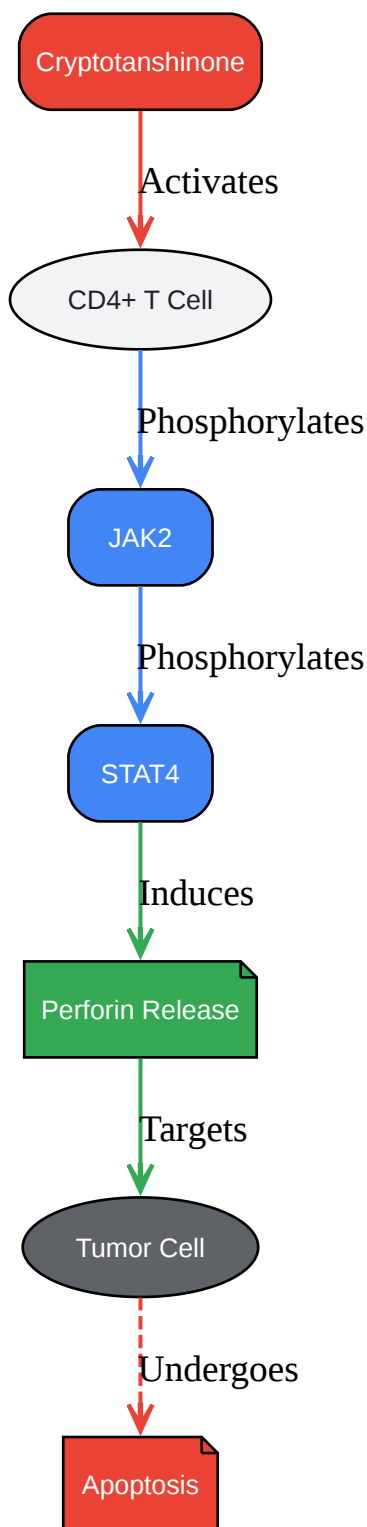 Cryptotanshinone
Activates
CD4+ T Cell
Phosphorylates
JAK2
Phosphorylates
STAT4
Induces
Perforin Release
Targets
Tumor Cell
Undergoes
Apoptosis